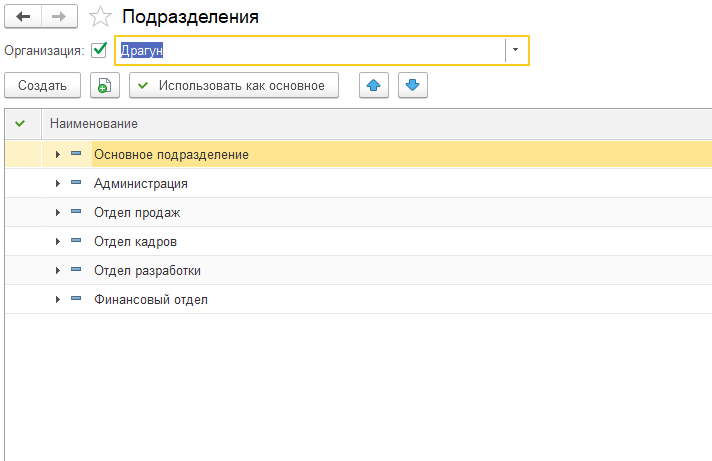 Подразделения
Организация: Драгун
Создать Использовать как основное
Наименование
Основное подразделение
Администрация
Отдел продаж
Отдел кадров
Отдел разработки
Финансовый отдел